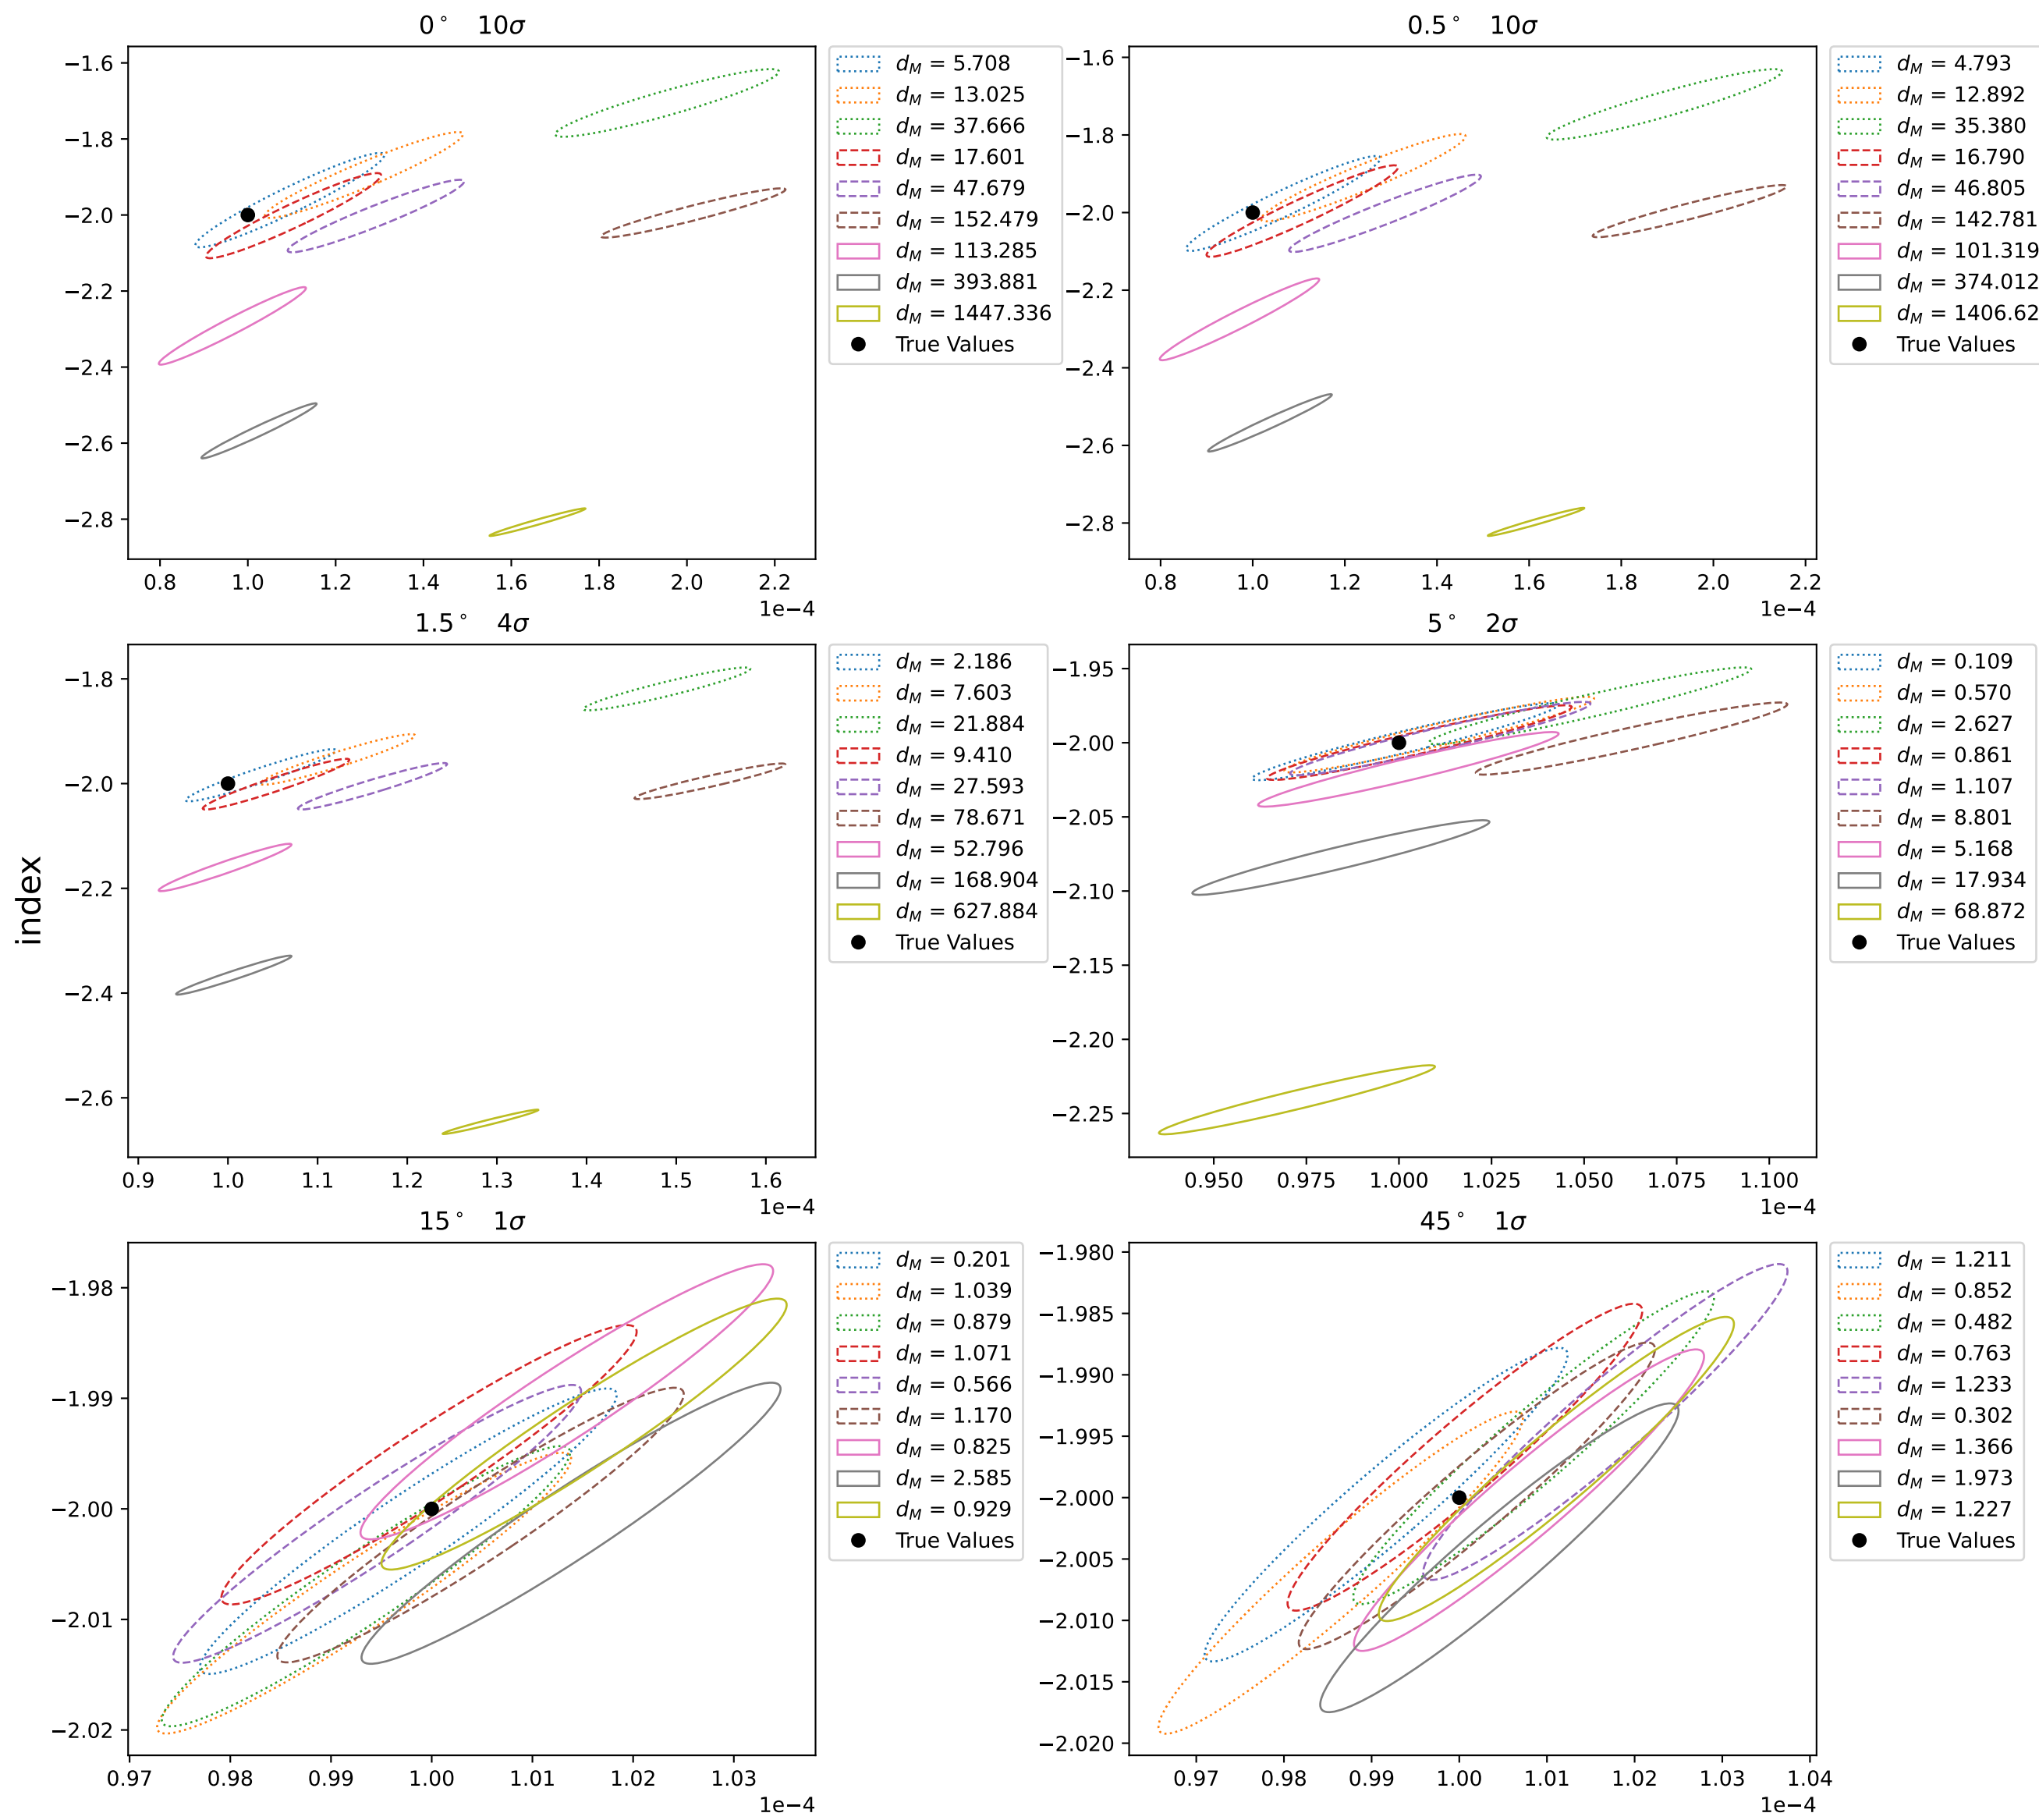 0° 10σ
−1.6
−1.8
−2.0
−2.2
−2.4
−2.6
−2.8
0.8 1.0 1.2 1.4 1.6 1.8 2.0 2.2
1e−4
d_M = 5.708
d_M = 13.025
d_M = 37.666
d_M = 17.601
d_M = 47.679
d_M = 152.479
d_M = 113.285
d_M = 393.881
d_M = 1447.336
True Values
0.5° 10σ
−1.6
−1.8
−2.0
−2.2
−2.4
−2.6
−2.8
0.8 1.0 1.2 1.4 1.6 1.8 2.0 2.2
1e−4
d_M = 4.793
d_M = 12.892
d_M = 35.380
d_M = 16.790
d_M = 46.805
d_M = 142.781
d_M = 101.319
d_M = 374.012
d_M = 1406.62
True Values
index
1.5° 4σ
−1.8
−2.0
−2.2
−2.4
−2.6
0.9 1.0 1.1 1.2 1.3 1.4 1.5 1.6
1e−4
d_M = 2.186
d_M = 7.603
d_M = 21.884
d_M = 9.410
d_M = 27.593
d_M = 78.671
d_M = 52.796
d_M = 168.904
d_M = 627.884
True Values
5° 2σ
−1.95
−2.00
−2.05
−2.10
−2.15
−2.20
−2.25
0.950 0.975 1.000 1.025 1.050 1.075 1.100
1e−4
d_M = 0.109
d_M = 0.570
d_M = 2.627
d_M = 0.861
d_M = 1.107
d_M = 8.801
d_M = 5.168
d_M = 17.934
d_M = 68.872
True Values
15° 1σ
−1.98
−1.99
−2.00
−2.01
−2.02
0.97 0.98 0.99 1.00 1.01 1.02 1.03
1e−4
d_M = 0.201
d_M = 1.039
d_M = 0.879
d_M = 1.071
d_M = 0.566
d_M = 1.170
d_M = 0.825
d_M = 2.585
d_M = 0.929
True Values
45° 1σ
−1.980
−1.985
−1.990
−1.995
−2.000
−2.005
−2.010
−2.015
−2.020
0.97 0.98 0.99 1.00 1.01 1.02 1.03 1.04
1e−4
d_M = 1.211
d_M = 0.852
d_M = 0.482
d_M = 0.763
d_M = 1.233
d_M = 0.302
d_M = 1.366
d_M = 1.973
d_M = 1.227
True Values